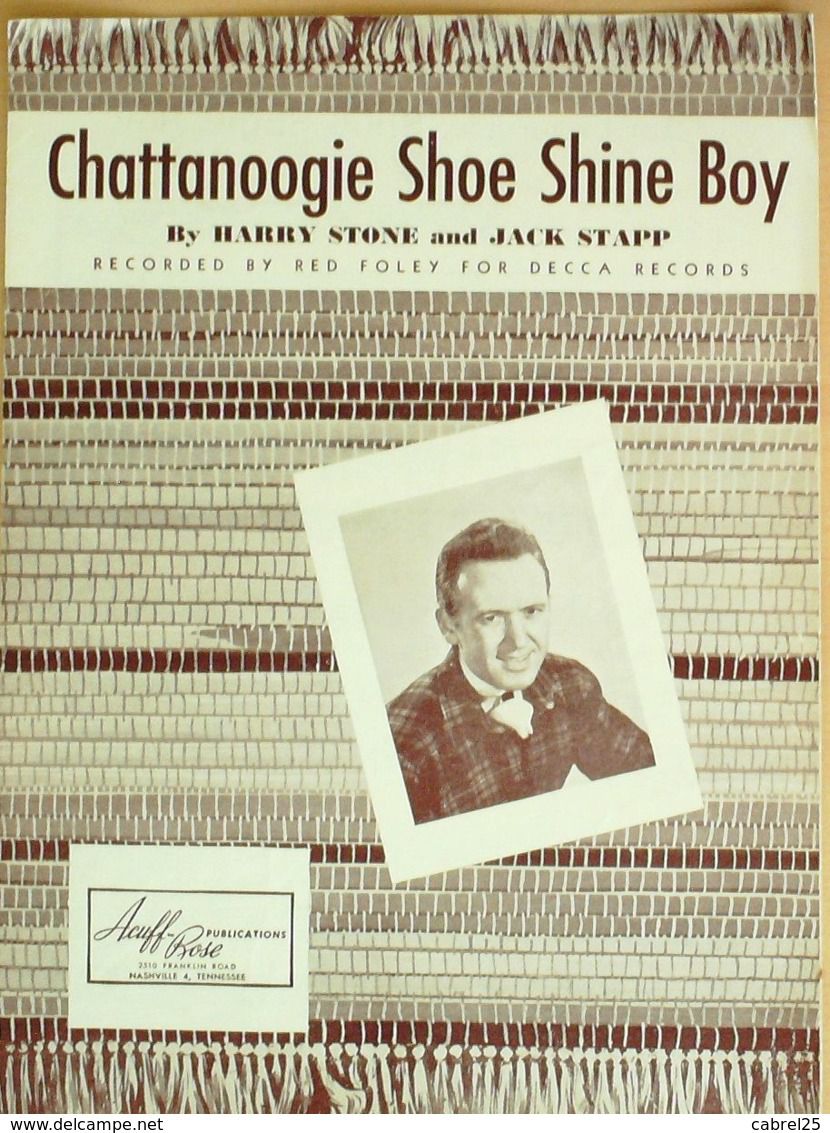 Chattanoogie Shoe Shine Boy
By HARRY STONE and JACK STAPP
RECORDED BY RED FOLEY FOR DECCA RECORDS
Acuff-Rose PUBLICATIONS
2510 FRANKLIN ROAD
NASHVILLE 4, TENNESSEE
www.delcampe.net
cabrel25